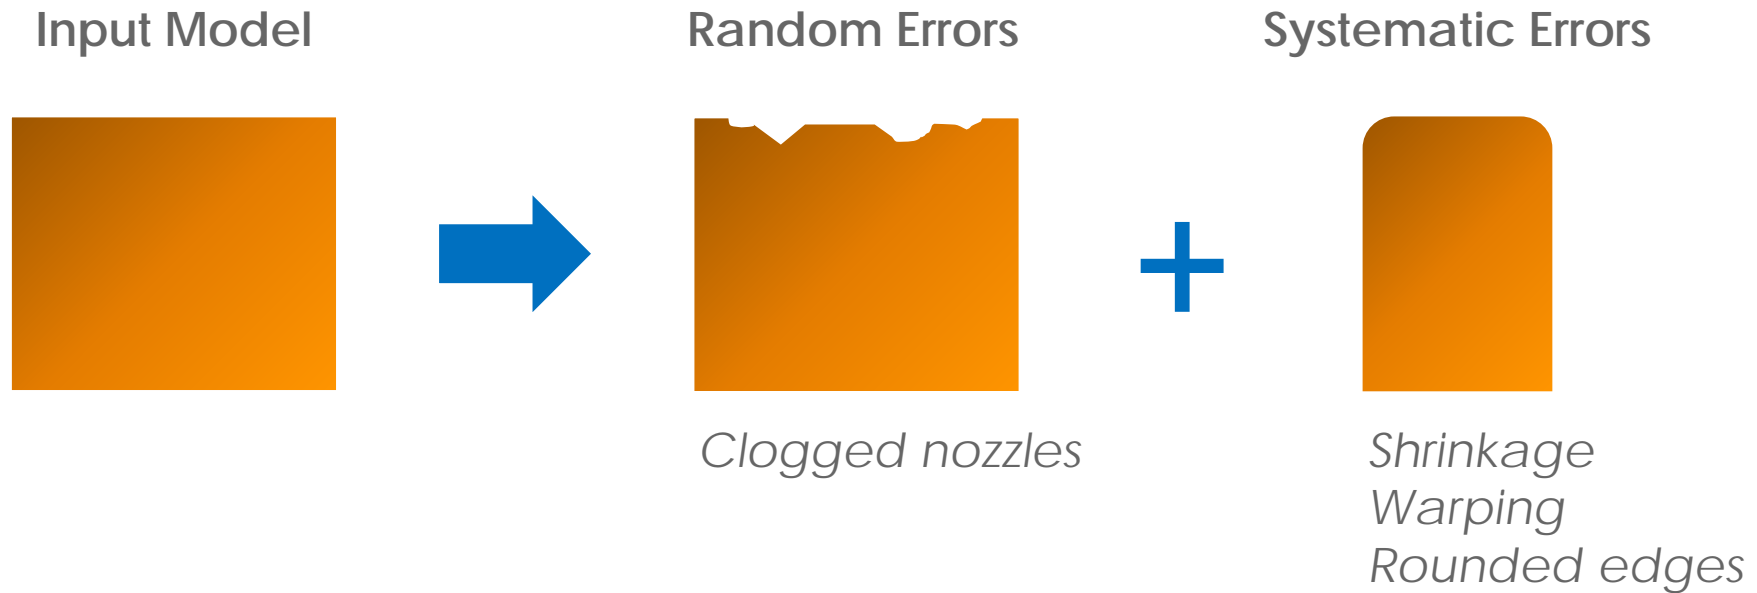 Input Model
Random Errors
Systematic Errors
Clogged nozzles
Shrinkage
Warping
Rounded edges